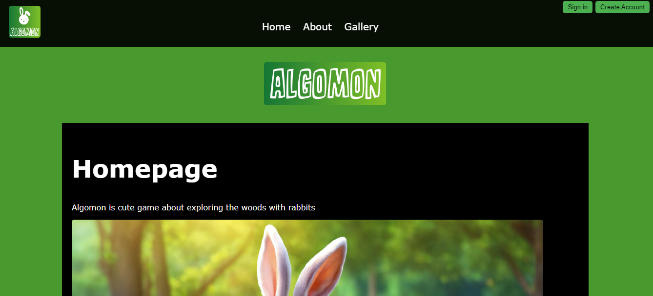 Sign in Create Account
ALGOMON
Home About Gallery
ALGOMON
Homepage
Algomon is cute game about exploring the woods with rabbits